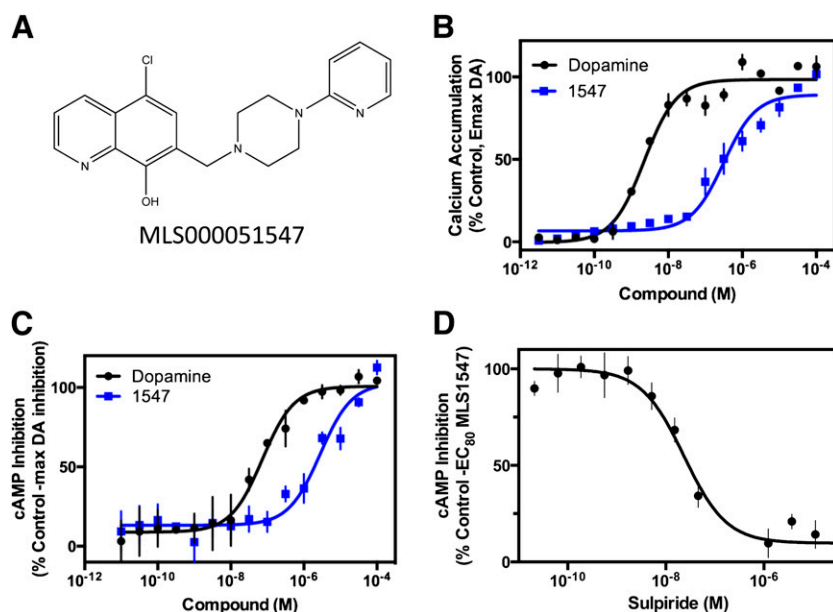 A
Cl
N
N
N
N
OH
MLS000051547
B
Calcium Accumulation
(% Control, Emax DA)
100
50
0
Dopamine
1547
10⁻¹² 10⁻¹⁰ 10⁻⁸ 10⁻⁶ 10⁻⁴
Compound (M)
C
cAMP Inhibition
(% Control -max DA inhibition)
100
50
0
Dopamine
1547
10⁻¹² 10⁻¹⁰ 10⁻⁸ 10⁻⁶ 10⁻⁴
Compound (M)
D
cAMP Inhibition
(% Control -EC₈₀ MLS1547)
100
50
0
10⁻¹⁰ 10⁻⁸ 10⁻⁶
Sulpiride (M)